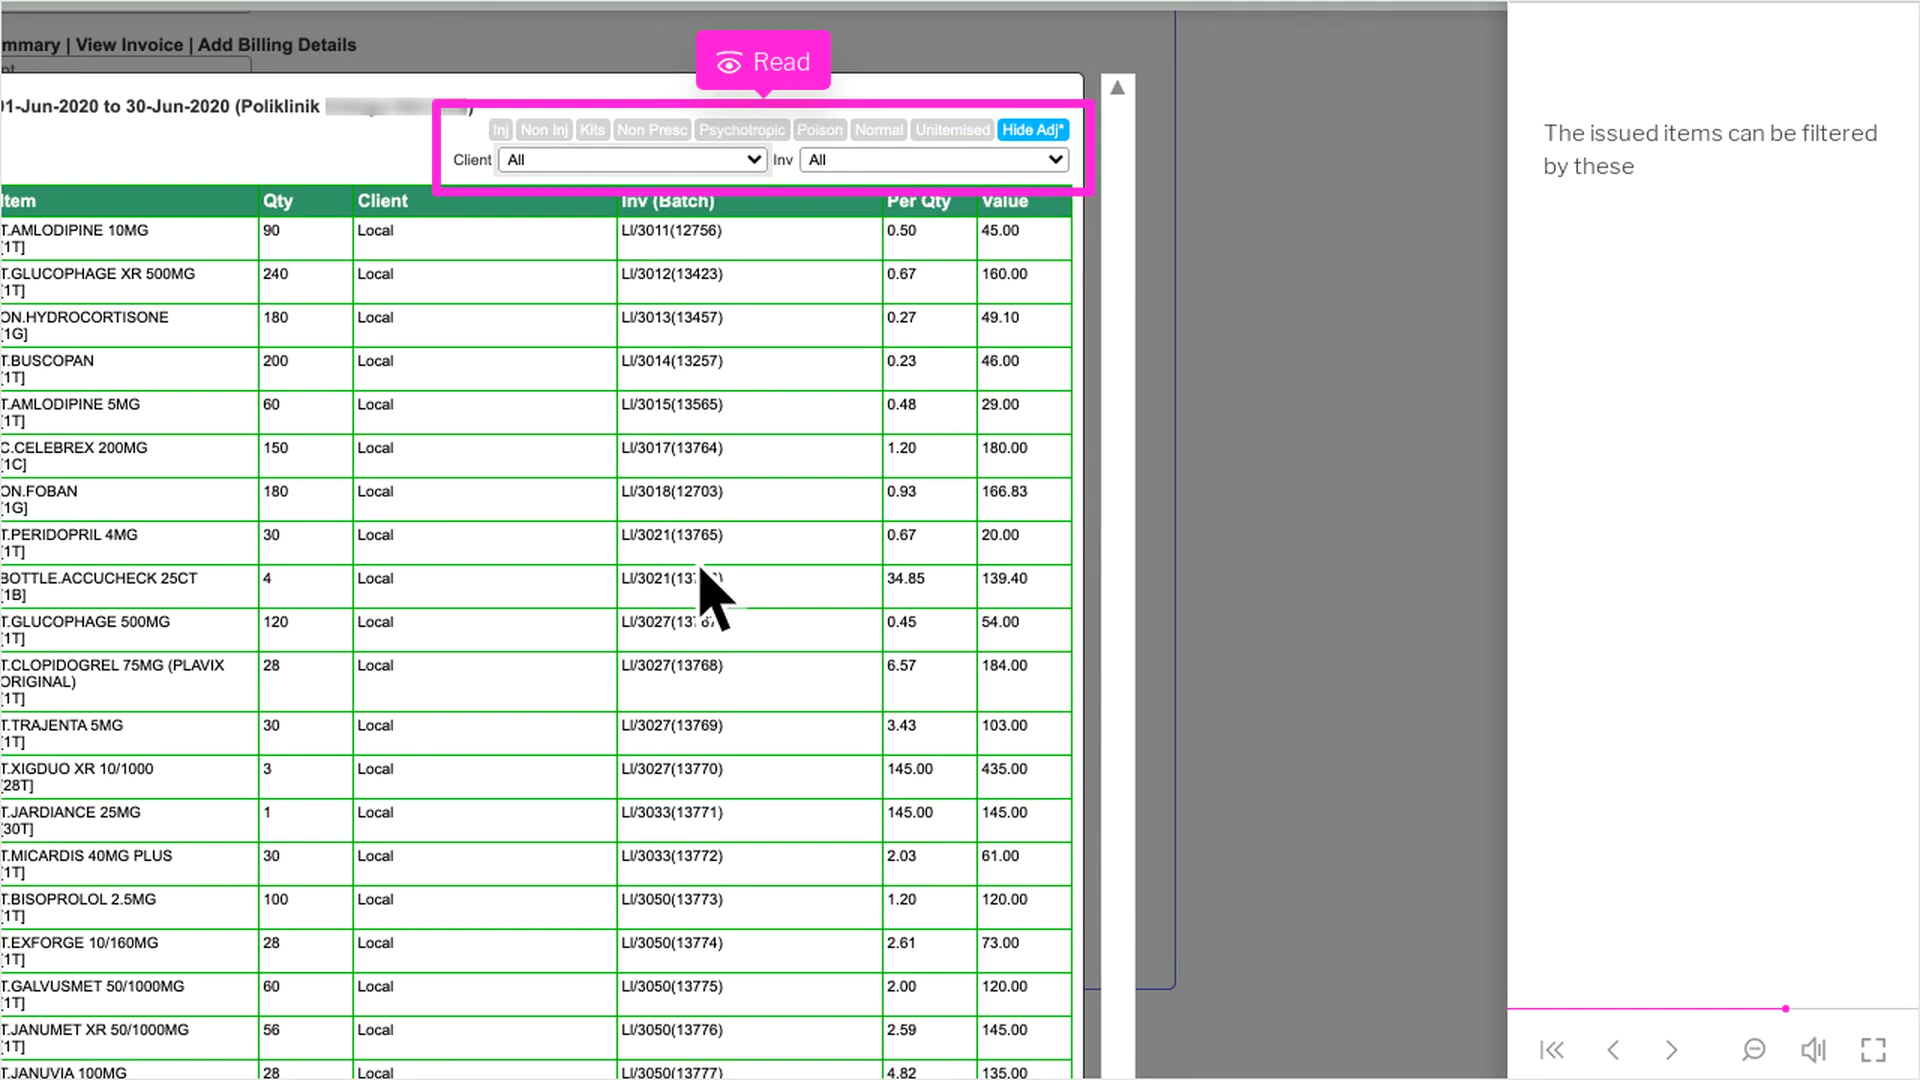 mmary | View Invoice | Add Billing Details
Read
01-Jun-2020 to 30-Jun-2020 (Poliklinik )
Inj Non Inj Kits Non Presc Psychotropic Poison Normal Unitemised Hide Adj*
Client All Inv All
Item Qty Client Inv (Batch) Per Qty Value
T.AMLODIPINE 10MG 90 Local LI/3011(12756) 0.50 45.00
[1T]
T.GLUCOPHAGE XR 500MG 240 Local LI/3012(13423) 0.67 160.00
[1T]
ON.HYDROCORTISONE 180 Local LI/3013(13457) 0.27 49.10
[1G]
T.BUSCOPAN 200 Local LI/3014(13257) 0.23 46.00
[1T]
T.AMLODIPINE 5MG 60 Local LI/3015(13565) 0.48 29.00
[1T]
C.CELEBREX 200MG 150 Local LI/3017(13764) 1.20 180.00
[1C]
ON.FOBAN 180 Local LI/3018(12703) 0.93 166.83
[1G]
T.PERIDOPRIL 4MG 30 Local LI/3021(13765) 0.67 20.00
[1T]
BOTTLE.ACCUCHECK 25CT 4 Local LI/3021 34.85 139.40
[1B]
T.GLUCOPHAGE 500MG 120 Local LI/3027 0.45 54.00
[1T]
T.CLOPIDOGREL 75MG (PLAVIX 28 Local LI/3027(13768) 6.57 184.00
ORIGINAL)
[1T]
T.TRAJENTA 5MG 30 Local LI/3027(13769) 3.43 103.00
[1T]
T.XIGDUO XR 10/1000 3 Local LI/3027(13770) 145.00 435.00
[28T]
T.JARDIANCE 25MG 1 Local LI/3033(13771) 145.00 145.00
[30T]
T.MICARDIS 40MG PLUS 30 Local LI/3033(13772) 2.03 61.00
[1T]
T.BISOPROLOL 2.5MG 100 Local LI/3050(13773) 1.20 120.00
[1T]
T.EXFORGE 10/160MG 28 Local LI/3050(13774) 2.61 73.00
[1T]
T.GALVUSMET 50/1000MG 60 Local LI/3050(13775) 2.00 120.00
[1T]
T.JANUMET XR 50/1000MG 56 Local LI/3050(13776) 2.59 145.00
[1T]
T.JANUVIA 100MG 28 Local LI/3050(13777) 4.82 135.00
The issued items can be filtered
by these